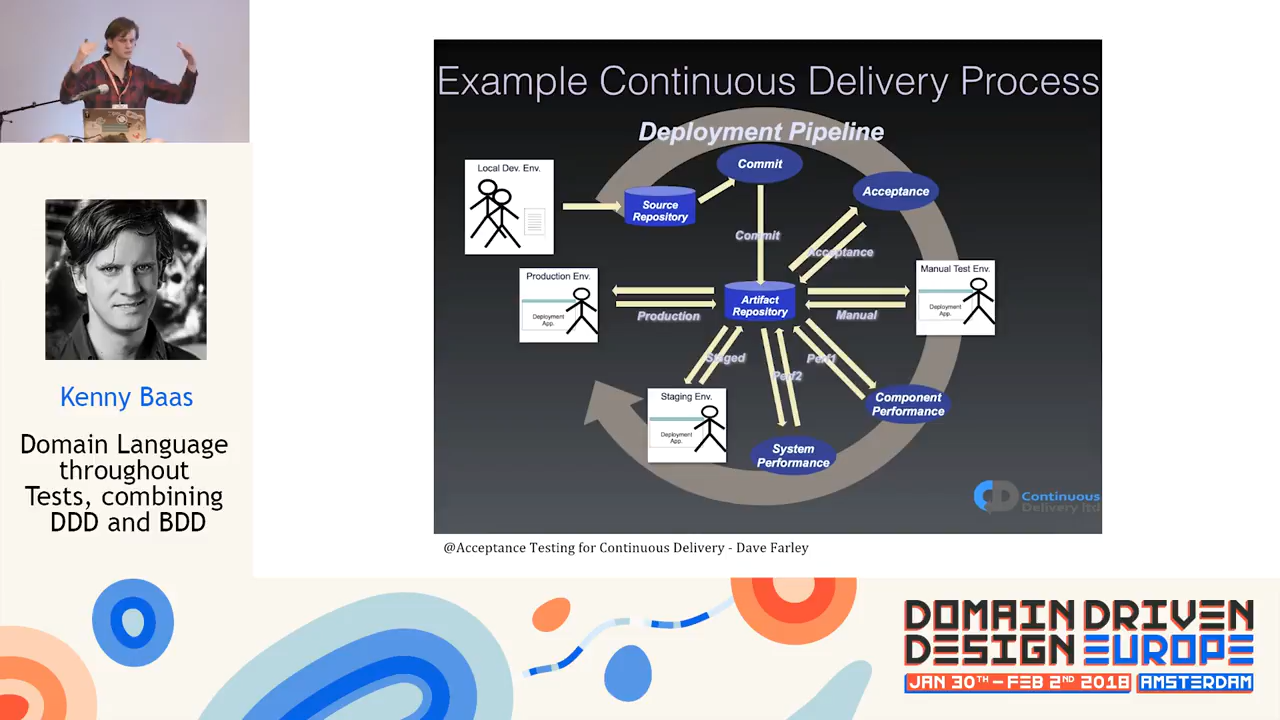 Example Continuous Delivery Process
Deployment Pipeline
Local Dev. Env.
Commit
Source
Repository
Acceptance
Commit
Acceptance
Production Env.
Deployment
App.
Artifact
Repository
Manual Test Env.
Deployment
App.
Production
Manual
Staged
Perf1
Perf2
Staging Env.
Deployment
App.
Component
Performance
System
Performance
Continuous
Delivery ltd
@Acceptance Testing for Continuous Delivery - Dave Farley
Kenny Baas
Domain Language
throughout
Tests, combining
DDD and BDD
DOMAIN DRIVEN
DESIGN EUROPE
JAN 30TH - FEB 2ND 2018 AMSTERDAM